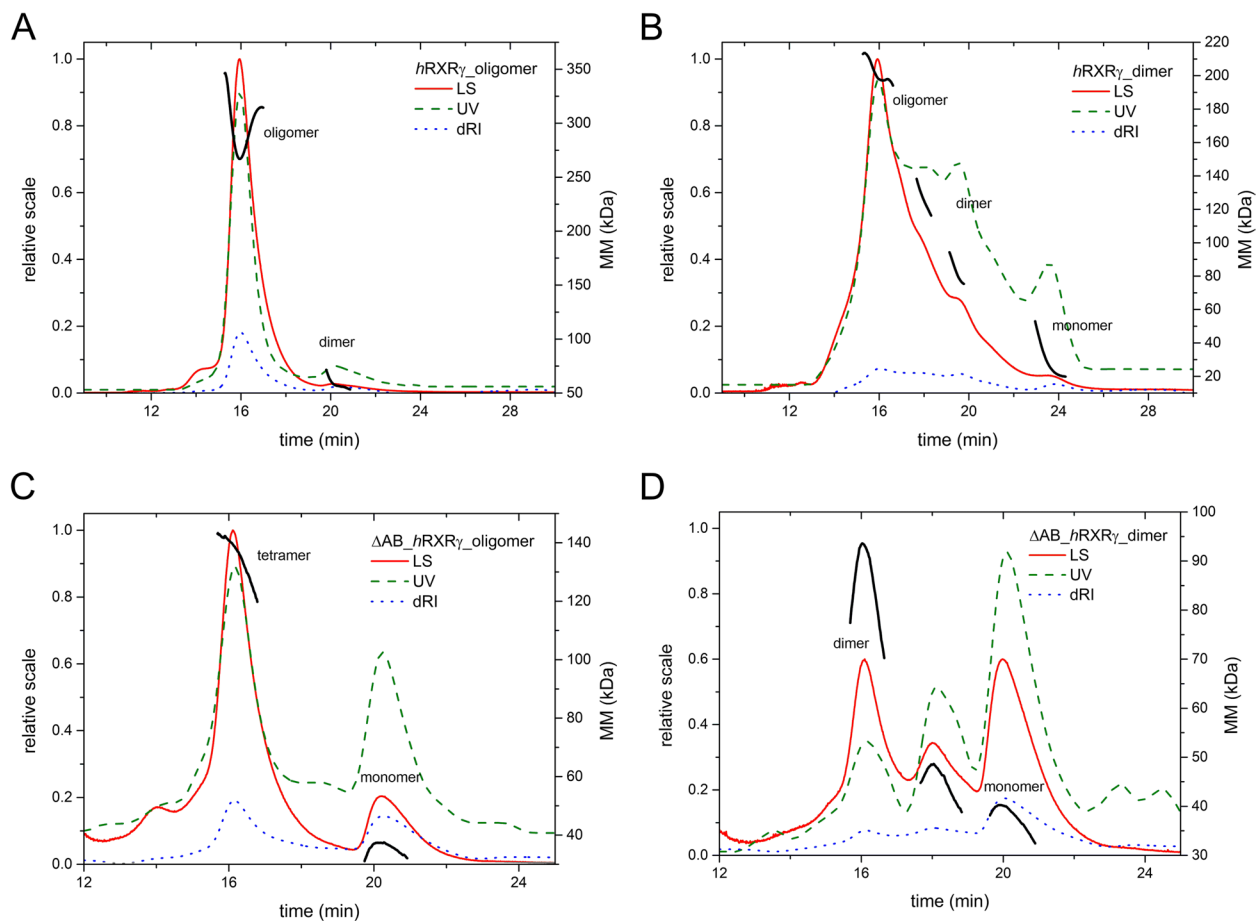 A
hRXRγ_oligomer
LS
UV
dRI
oligomer
dimer
1.0
0.8
0.6
0.4
0.2
0.0
350
300
250
200
150
100
50
12
16
20
24
28
relative scale
MM (kDa)
time (min)
B
hRXRγ_dimer
LS
UV
dRI
oligomer
dimer
monomer
1.0
0.8
0.6
0.4
0.2
0.0
220
200
180
160
140
120
100
80
60
40
20
12
16
20
24
28
relative scale
MM (kDa)
time (min)
C
ΔAB_hRXRγ_oligomer
LS
UV
dRI
tetramer
monomer
1.0
0.8
0.6
0.4
0.2
0.0
140
120
100
80
60
40
12
16
20
24
relative scale
MM (kDa)
time (min)
D
ΔAB_hRXRγ_dimer
LS
UV
dRI
dimer
monomer
1.0
0.8
0.6
0.4
0.2
0.0
100
90
80
70
60
50
40
30
12
16
20
24
relative scale
MM (kDa)
time (min)